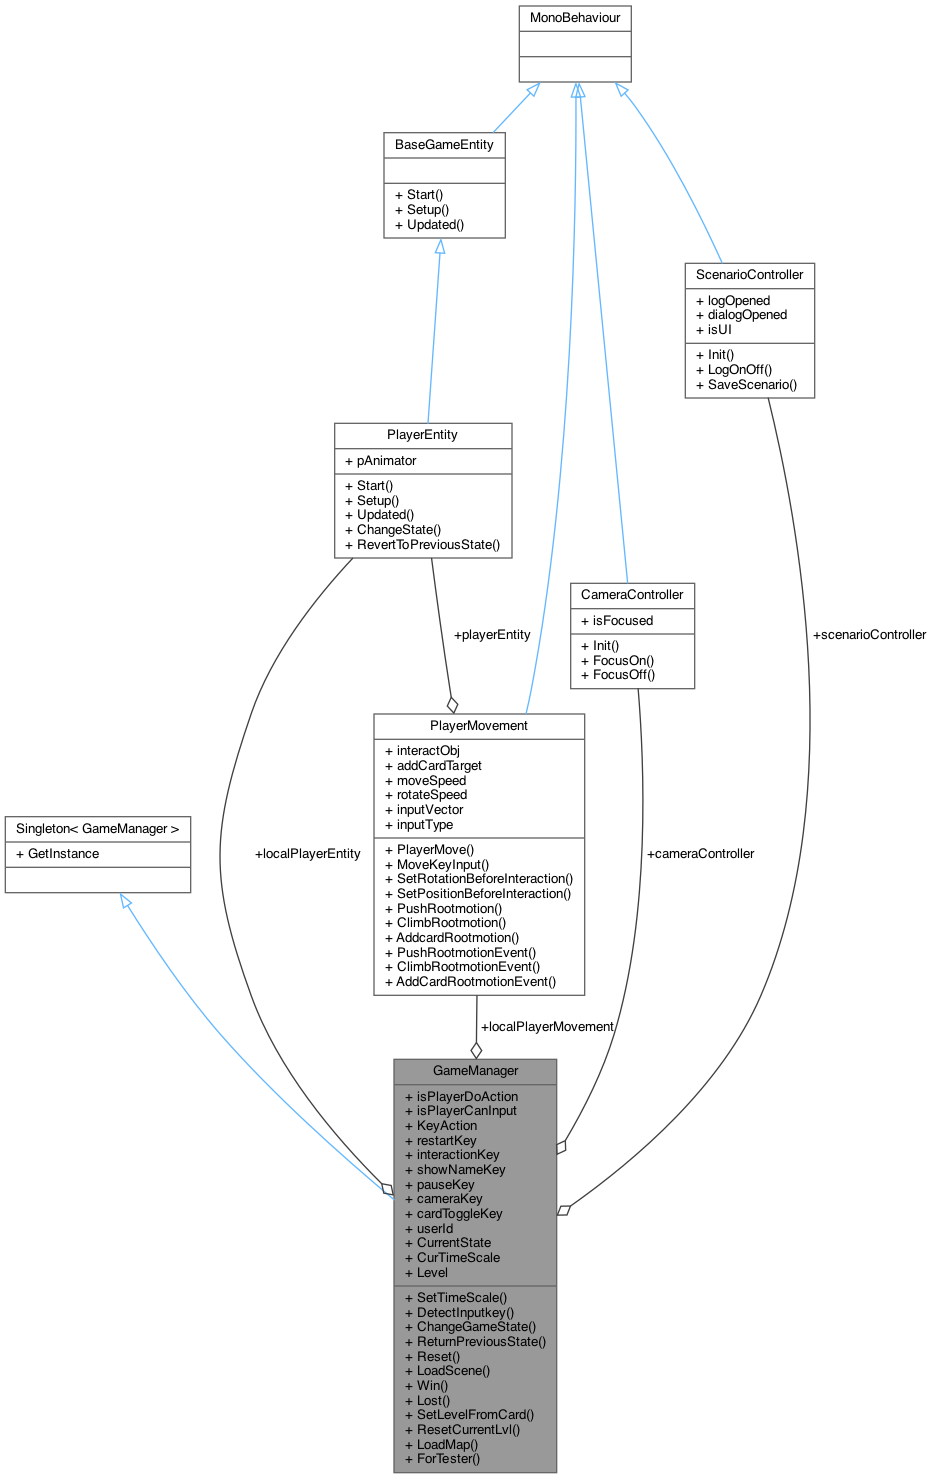 MonoBehaviour
BaseGameEntity
+ Start()
+ Setup()
+ Updated()
ScenarioController
+ logOpened
+ dialogOpened
+ isUI
+ Init()
+ LogOnOff()
+ SaveScenario()
PlayerEntity
+ pAnimator
+ Start()
+ Setup()
+ Updated()
+ ChangeState()
+ RevertToPreviousState()
CameraController
+ isFocused
+ Init()
+ FocusOn()
+ FocusOff()
+playerEntity
+scenarioController
PlayerMovement
+ interactObj
+ addCardTarget
+ moveSpeed
+ rotateSpeed
+ inputVector
+ inputType
+ PlayerMove()
+ MoveKeyInput()
+ SetRotationBeforeInteraction()
+ SetPositionBeforeInteraction()
+ PushRootmotion()
+ ClimbRootmotion()
+ AddcardRootmotion()
+ PushRootmotionEvent()
+ ClimbRootmotionEvent()
+ AddCardRootmotionEvent()
Singleton< GameManager >
+ GetInstance
+localPlayerEntity
+cameraController
+localPlayerMovement
GameManager
+ isPlayerDoAction
+ isPlayerCanInput
+ KeyAction
+ restartKey
+ interactionKey
+ showNameKey
+ pauseKey
+ cameraKey
+ cardToggleKey
+ userId
+ CurrentState
+ CurTimeScale
+ Level
+ SetTimeScale()
+ DetectInputkey()
+ ChangeGameState()
+ ReturnPreviousState()
+ Reset()
+ LoadScene()
+ Win()
+ Lost()
+ SetLevelFromCard()
+ ResetCurrentLvl()
+ LoadMap()
+ ForTester()